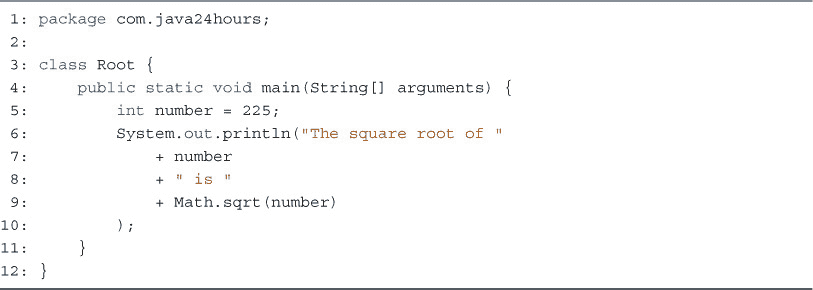 1: package com.java24hours;
2:
3: class Root {
4:     public static void main(String[] arguments) {
5:         int number = 225;
6:         System.out.println("The square root of "
7:             + number
8:             + " is "
9:             + Math.sqrt(number)
10:         );
11:     }
12: }